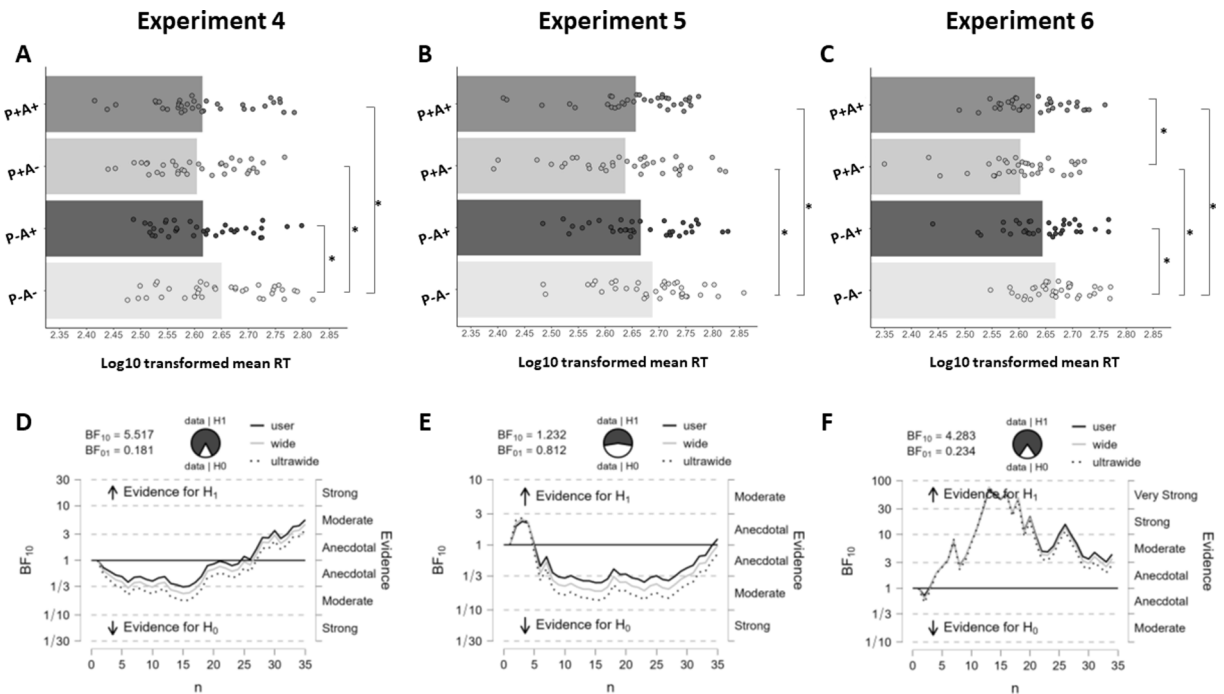 Experiment 4
Experiment 5
Experiment 6
A
P+A+
P+A-
P-A+
P-A-
*
*
*
2.35 2.40 2.45 2.50 2.55 2.60 2.65 2.70 2.75 2.80 2.85
Log10 transformed mean RT
B
P+A+
P+A-
P-A+
P-A-
*
*
2.35 2.40 2.45 2.50 2.55 2.60 2.65 2.70 2.75 2.80 2.85
Log10 transformed mean RT
C
P+A+
P+A-
P-A+
P-A-
*
*
*
*
2.35 2.40 2.45 2.50 2.55 2.60 2.65 2.70 2.75 2.80 2.85
Log10 transformed mean RT
D
BF₁₀ = 5.517
BF₀₁ = 0.181
data | H1
data | H0
user
wide
ultrawide
↑ Evidence for H₁
↓ Evidence for H₀
BF₁₀
30
10
3
1
1/3
1/10
1/30
Strong
Moderate
Anecdotal
Anecdotal
Moderate
Strong
Evidence
0 5 10 15 20 25 30 35
n
E
BF₁₀ = 1.232
BF₀₁ = 0.812
data | H1
data | H0
user
wide
ultrawide
↑ Evidence for H₁
↓ Evidence for H₀
BF₁₀
10
3
1
1/3
1/10
1/30
Moderate
Anecdotal
Anecdotal
Moderate
Strong
Evidence
0 5 10 15 20 25 30 35
n
F
BF₁₀ = 4.283
BF₀₁ = 0.234
data | H1
data | H0
user
wide
ultrawide
↑ Evidence for H₁
↓ Evidence for H₀
BF₁₀
100
30
10
3
1
1/3
1/10
Very Strong
Strong
Moderate
Anecdotal
Anecdotal
Moderate
Evidence
0 5 10 15 20 25 30 35
n